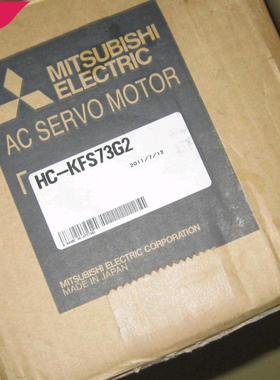 MITSUBISHI
ELECTRIC
AC SERVO MOTOR
HC-KFS73G2
2011/7/12
MITSUBISHI ELECTRIC CORPORATION
MADE IN JAPAN